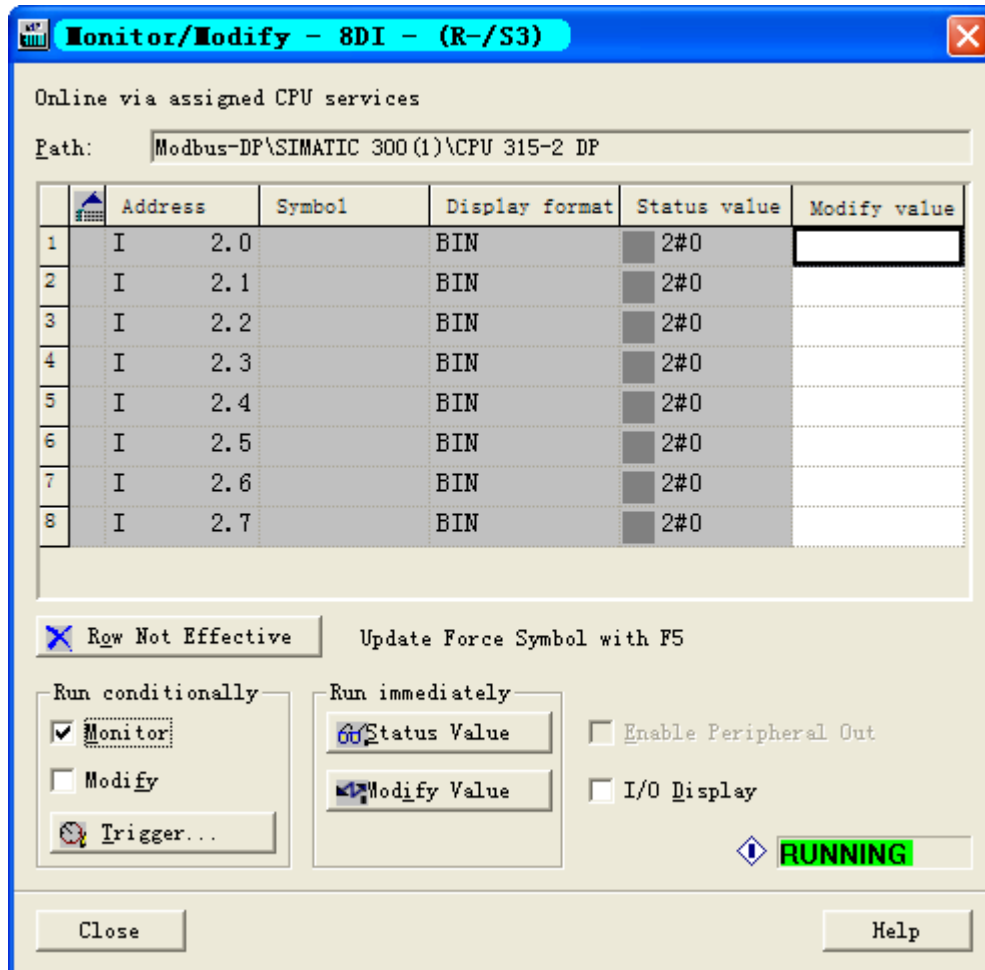 Monitor/Modify - 8DI - (R-/S3)
Online via assigned CPU services
Path: Modbus-DP\SIMATIC 300(1)\CPU 315-2 DP
Address Symbol Display format Status value Modify value
1 I 2.0 BIN 2#0
2 I 2.1 BIN 2#0
3 I 2.2 BIN 2#0
4 I 2.3 BIN 2#0
5 I 2.4 BIN 2#0
6 I 2.5 BIN 2#0
7 I 2.6 BIN 2#0
8 I 2.7 BIN 2#0
Row Not Effective Update Force Symbol with F5
Run conditionally Run immediately
Monitor Status Value Enable Peripheral Out
Modify Modify Value I/O Display
Trigger...
RUNNING
Close Help